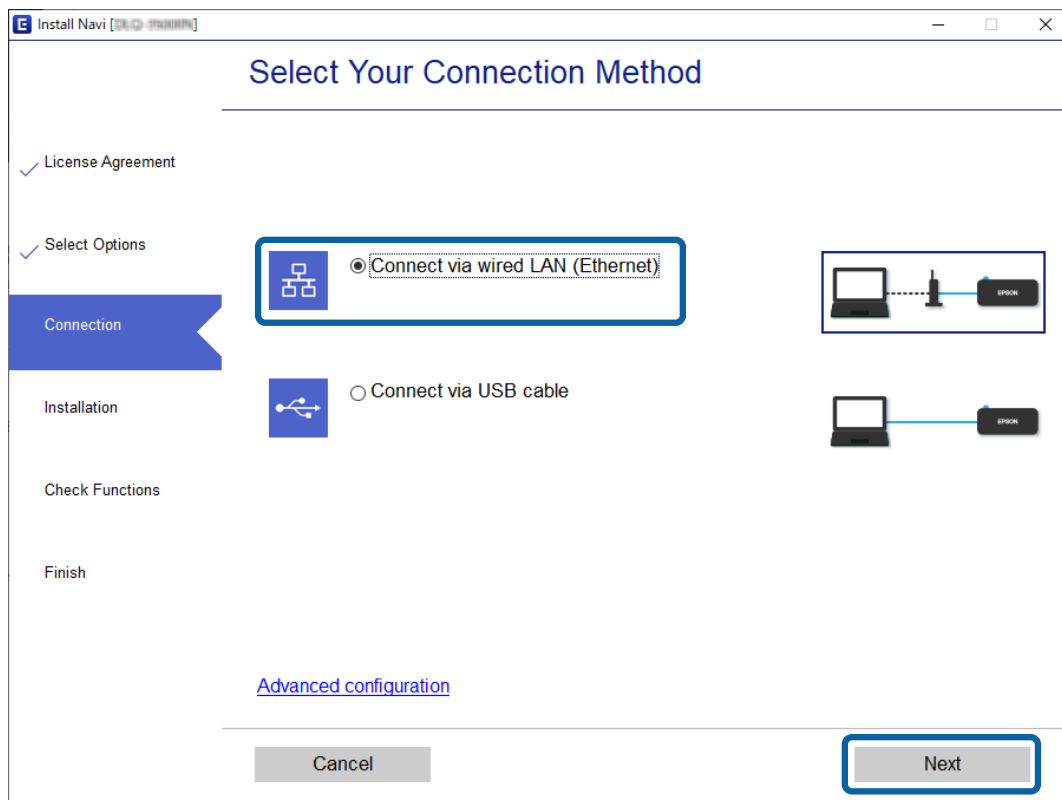 Install Navi [
]
Select Your Connection Method
License Agreement
Select Options
Connection
Installation
Check Functions
Finish
Connect via wired LAN (Ethernet)
EPSON
Connect via USB cable
EPSON
Advanced configuration
Cancel
Next